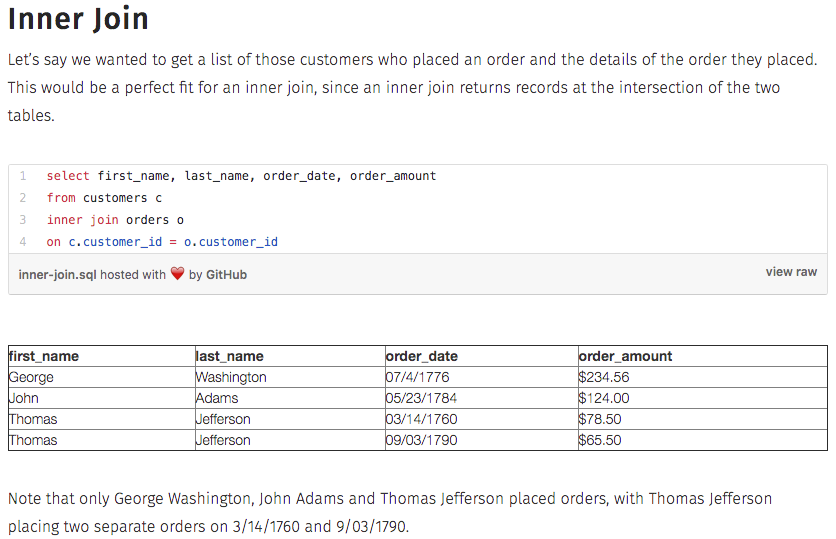 Inner Join
Let’s say we wanted to get a list of those customers who placed an order and the details of the order they placed.
This would be a perfect fit for an inner join, since an inner join returns records at the intersection of the two
tables.
1 select first_name, last_name, order_date, order_amount
2 from customers c
3 inner join orders o
4 on c.customer_id = o.customer_id
inner-join.sql hosted with ❤ by GitHub view raw
first_name last_name order_date order_amount
George Washington 07/4/1776 $234.56
John Adams 05/23/1784 $124.00
Thomas Jefferson 03/14/1760 $78.50
Thomas Jefferson 09/03/1790 $65.50
Note that only George Washington, John Adams and Thomas Jefferson placed orders, with Thomas Jefferson
placing two separate orders on 3/14/1760 and 9/03/1790.